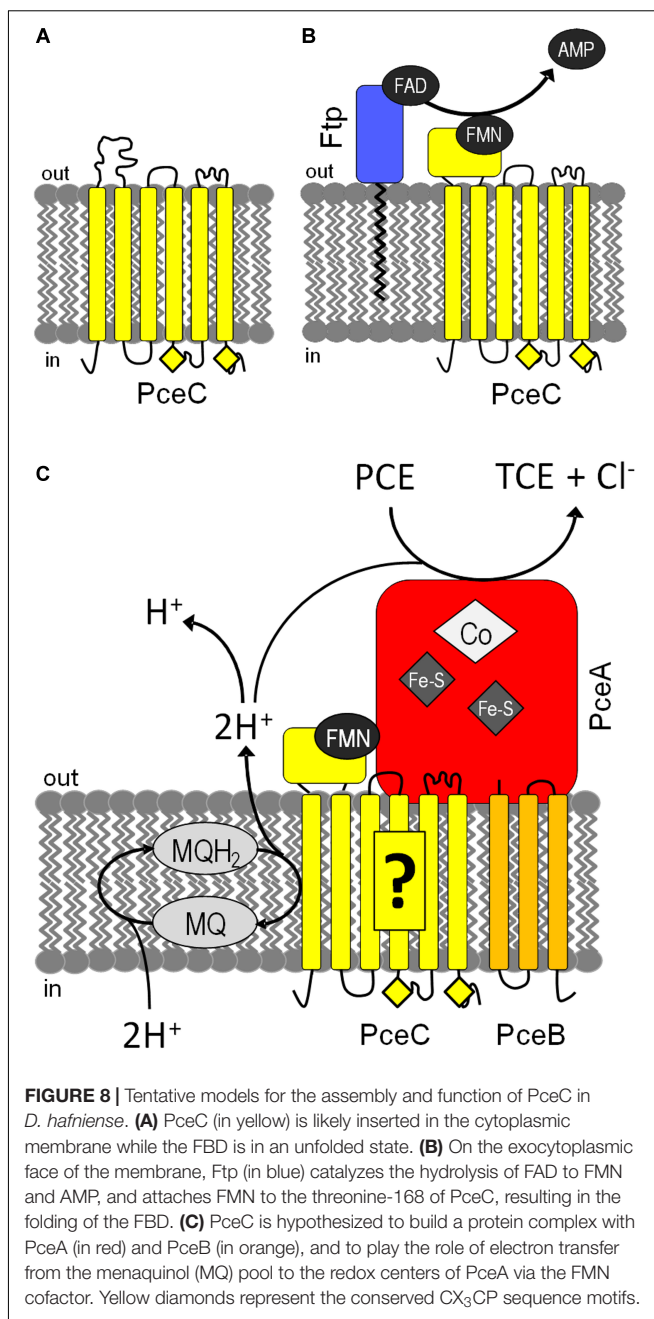 A
B
AMP
FAD
Ftp
FMN
out
out
in
in
PceC
PceC
C
PCE
TCE + Cl⁻
H⁺
Co
Fe-S
Fe-S
PceA
2H⁺
FMN
out
MQH₂
?
MQ
in
2H⁺
PceC
PceB
FIGURE 8 | Tentative models for the assembly and function of PceC in
D. hafniense. (A) PceC (in yellow) is likely inserted in the cytoplasmic
membrane while the FBD is in an unfolded state. (B) On the exocytoplasmic
face of the membrane, Ftp (in blue) catalyzes the hydrolysis of FAD to FMN
and AMP, and attaches FMN to the threonine-168 of PceC, resulting in the
folding of the FBD. (C) PceC is hypothesized to build a protein complex with
PceA (in red) and PceB (in orange), and to play the role of electron transfer
from the menaquinol (MQ) pool to the redox centers of PceA via the FMN
cofactor. Yellow diamonds represent the conserved CX₃CP sequence motifs.